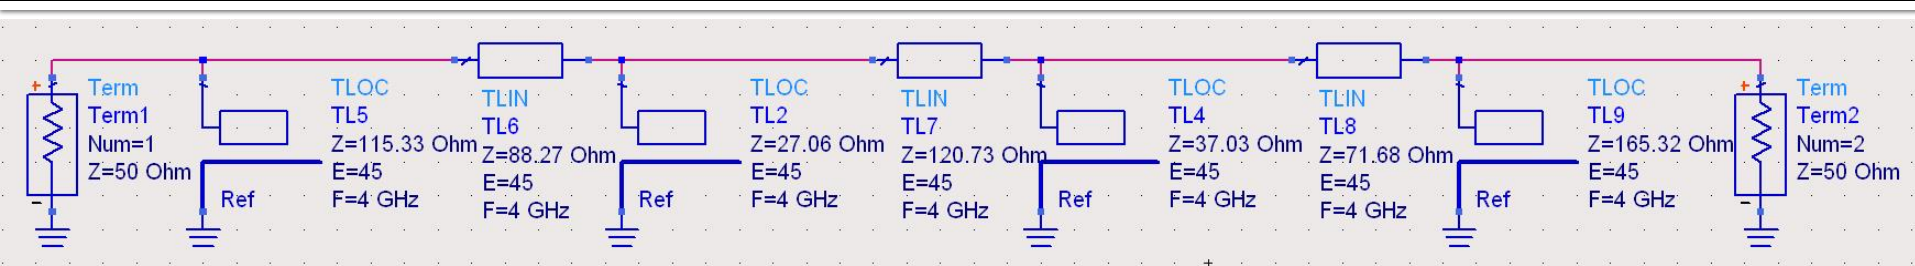 +
Term
Term1
Num=1
Z=50 Ohm
-
TLOC
TL5
Z=115.33 Ohm
E=45
F=4 GHz
Ref
TLIN
TL6
Z=88.27 Ohm
E=45
F=4 GHz
TLOC
TL2
Z=27.06 Ohm
E=45
F=4 GHz
Ref
TLIN
TL7
Z=120.73 Ohm
E=45
F=4 GHz
TLOC
TL4
Z=37.03 Ohm
E=45
F=4 GHz
Ref
TLIN
TL8
Z=71.68 Ohm
E=45
F=4 GHz
TLOC
TL9
Z=165.32 Ohm
E=45
F=4 GHz
Ref
+
Term
Term2
Num=2
Z=50 Ohm
-